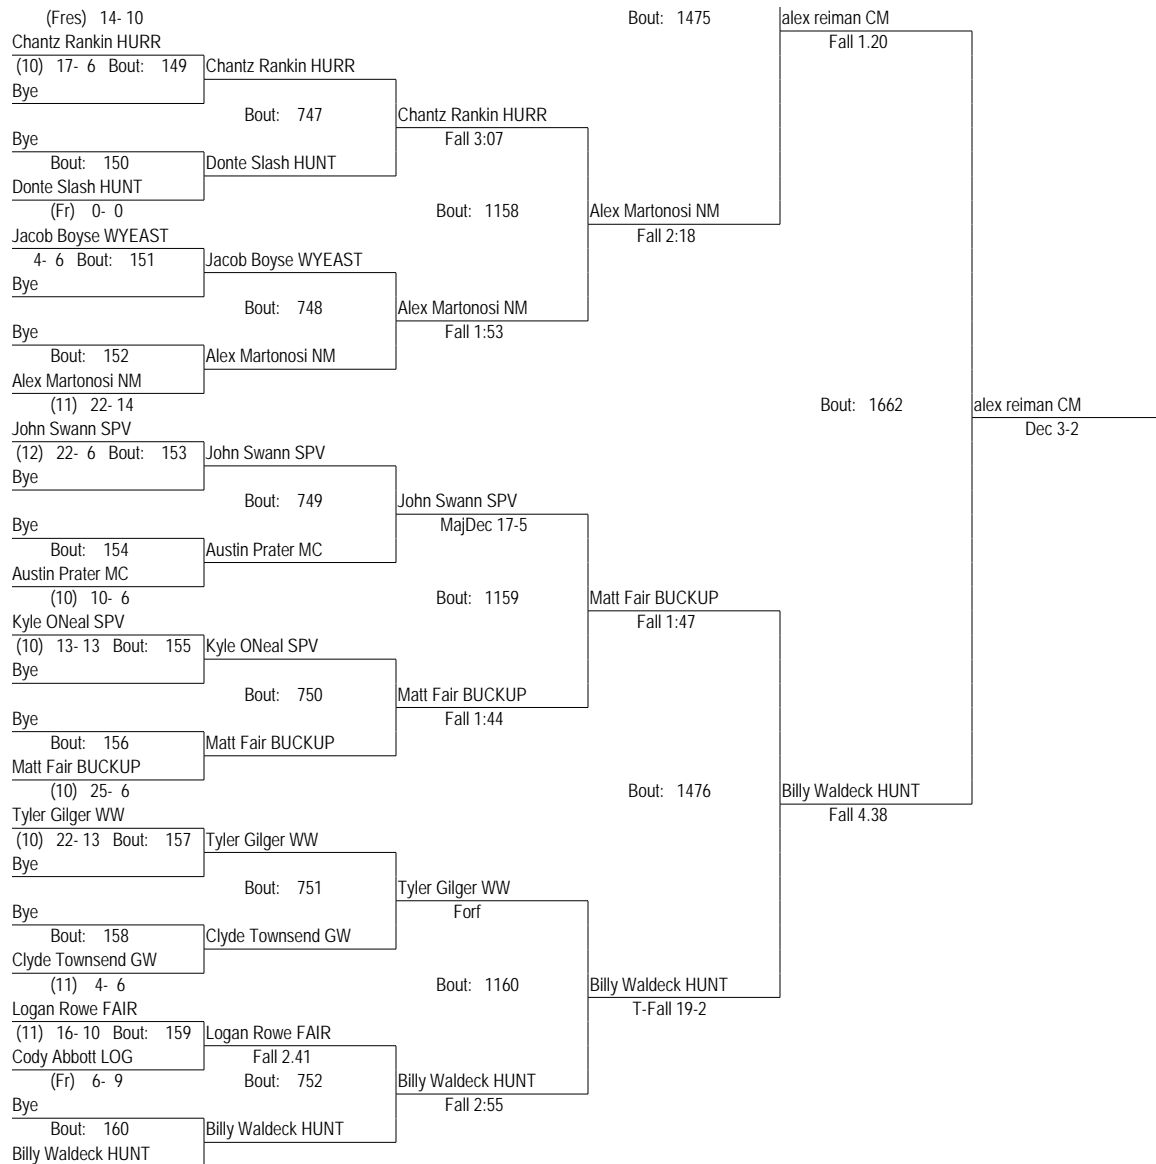 (Fres) 14- 10 Bout: 1475 alex reiman CM
Chantz Rankin HURR Fall 1.20
(10) 17- 6 Bout: 149 Chantz Rankin HURR
Bye
Bout: 747 Chantz Rankin HURR
Bye Fall 3:07
Bout: 150 Donte Slash HUNT
Donte Slash HUNT
(Fr) 0- 0 Bout: 1158 Alex Martonosi NM
Jacob Boyse WYEAST Fall 2:18
4- 6 Bout: 151 Jacob Boyse WYEAST
Bye
Bout: 748 Alex Martonosi NM
Bye Fall 1:53
Bout: 152 Alex Martonosi NM
Alex Martonosi NM
(11) 22- 14 Bout: 1662 alex reiman CM
John Swann SPV Dec 3-2
(12) 22- 6 Bout: 153 John Swann SPV
Bye
Bout: 749 John Swann SPV
Bye MajDec 17-5
Bout: 154 Austin Prater MC
Austin Prater MC
(10) 10- 6 Bout: 1159 Matt Fair BUCKUP
Kyle ONeal SPV Fall 1:47
(10) 13- 13 Bout: 155 Kyle ONeal SPV
Bye
Bout: 750 Matt Fair BUCKUP
Bye Fall 1:44
Bout: 156 Matt Fair BUCKUP
Matt Fair BUCKUP
(10) 25- 6 Bout: 1476 Billy Waldeck HUNT
Tyler Gilger WW Fall 4.38
(10) 22- 13 Bout: 157 Tyler Gilger WW
Bye
Bout: 751 Tyler Gilger WW
Bye Forf
Bout: 158 Clyde Townsend GW
Clyde Townsend GW
(11) 4- 6 Bout: 1160 Billy Waldeck HUNT
Logan Rowe FAIR T-Fall 19-2
(11) 16- 10 Bout: 159 Logan Rowe FAIR
Cody Abbott LOG Fall 2.41
(Fr) 6- 9 Bout: 752 Billy Waldeck HUNT
Bye Fall 2:55
Bout: 160 Billy Waldeck HUNT
Billy Waldeck HUNT